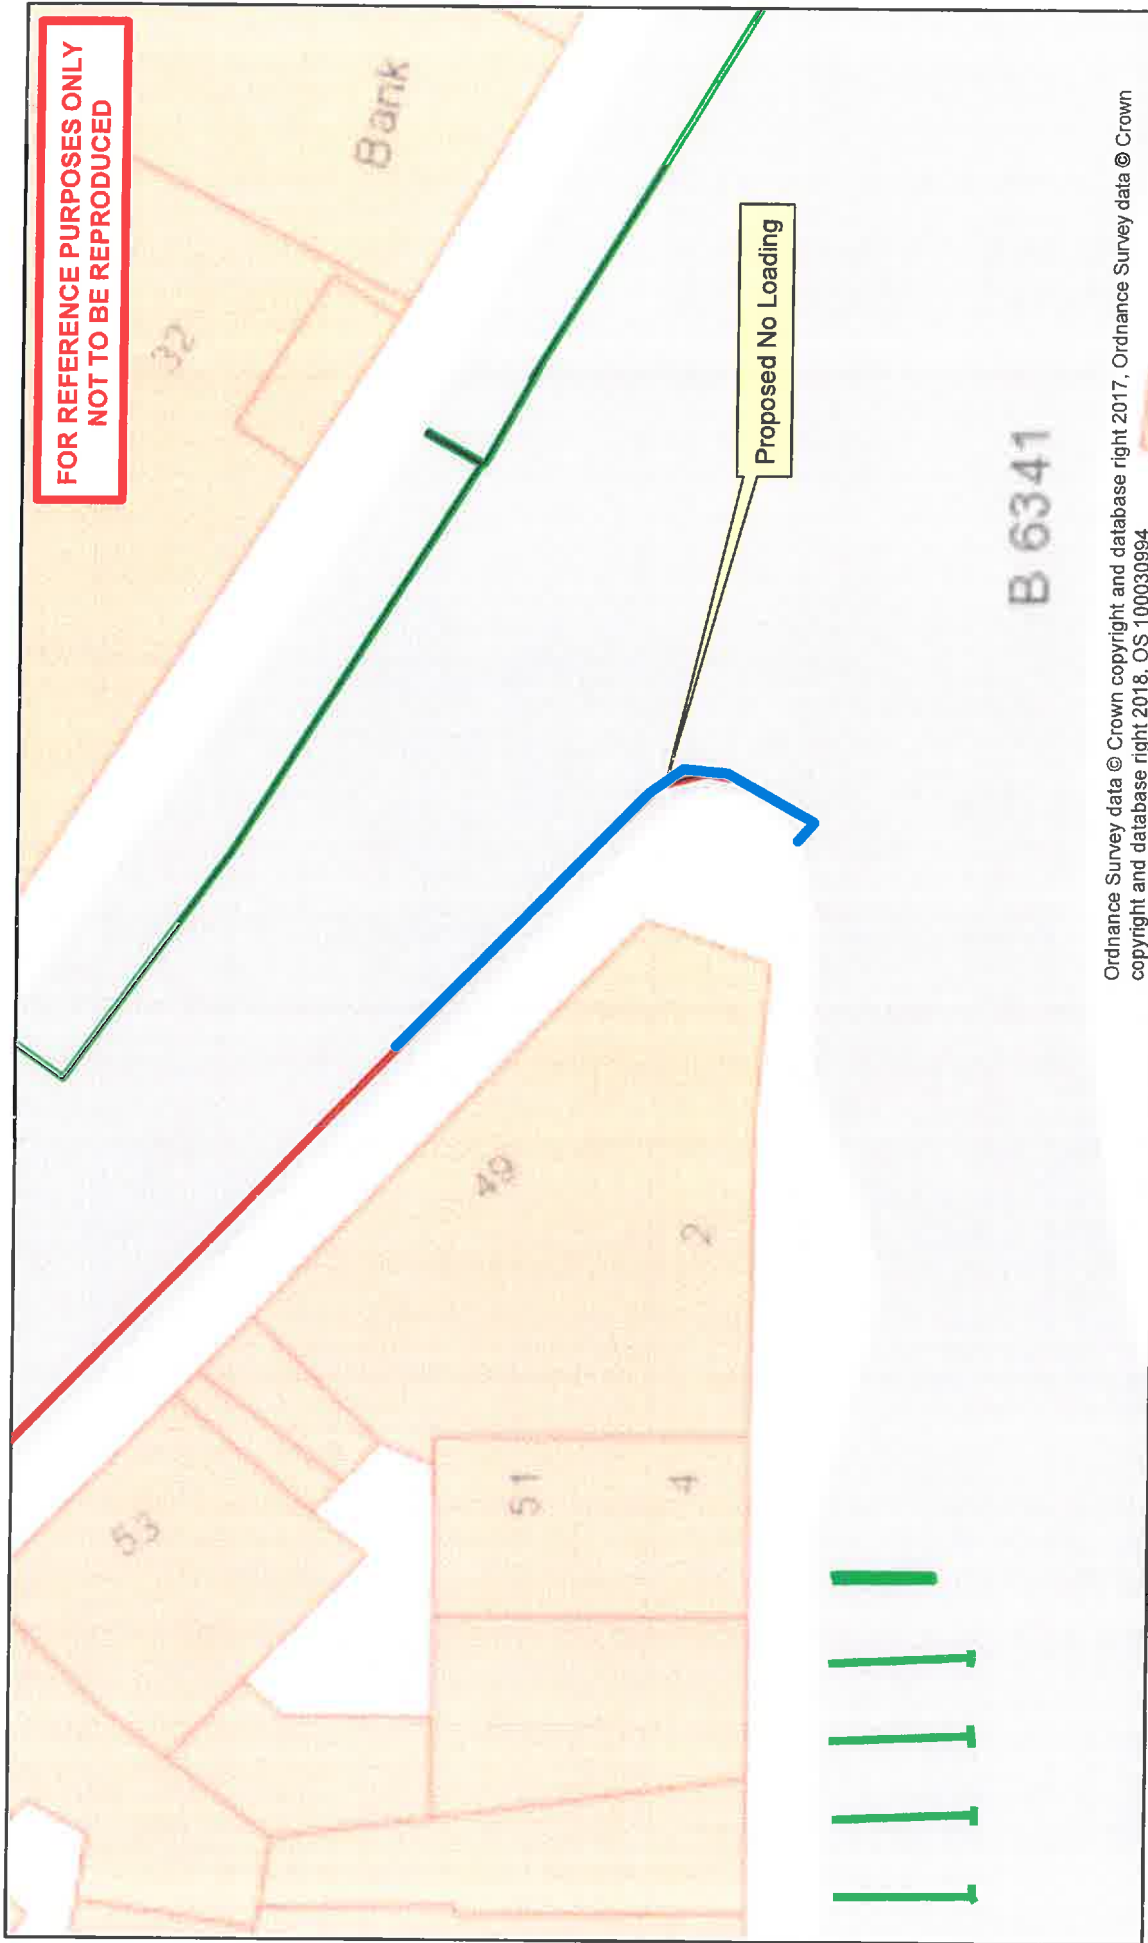 FOR REFERENCE PURPOSES ONLY
NOT TO BE REPRODUCED
Bank
32
Proposed No Loading
B 6341
49
2
53
51
4
Ordnance Survey data © Crown copyright and database right 2017, Ordnance Survey data © Crown
copyright and database right 2018, OS 100030994